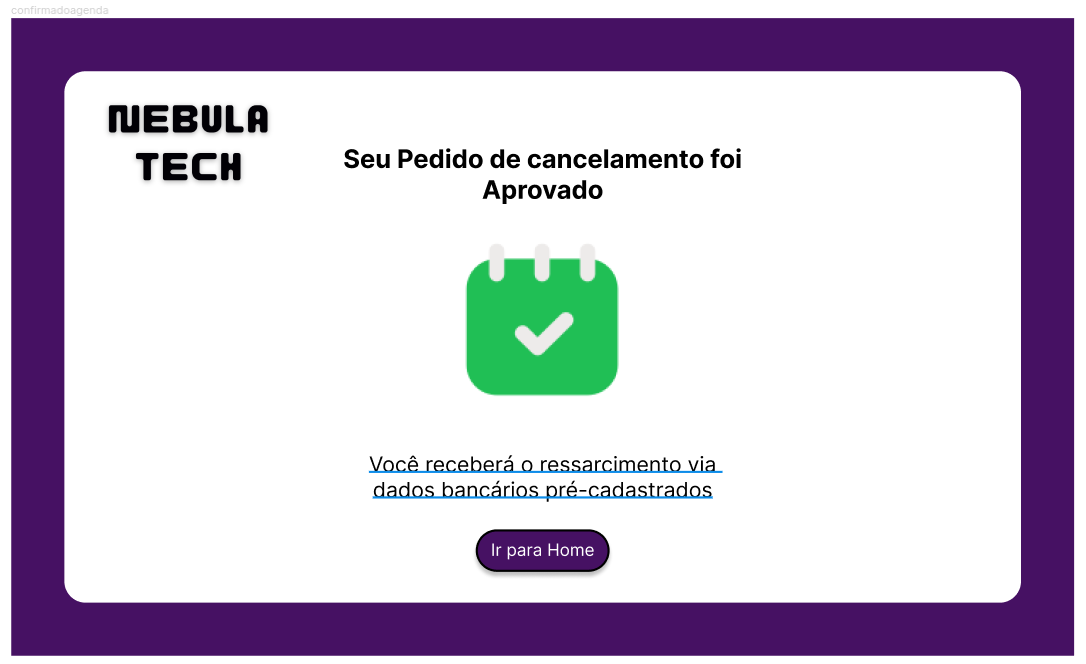 confirmadoagenda
NEBULA
TECH
Seu Pedido de cancelamento foi
Aprovado
Você receberá o ressarcimento via
dados bancários pré-cadastrados
Ir para Home